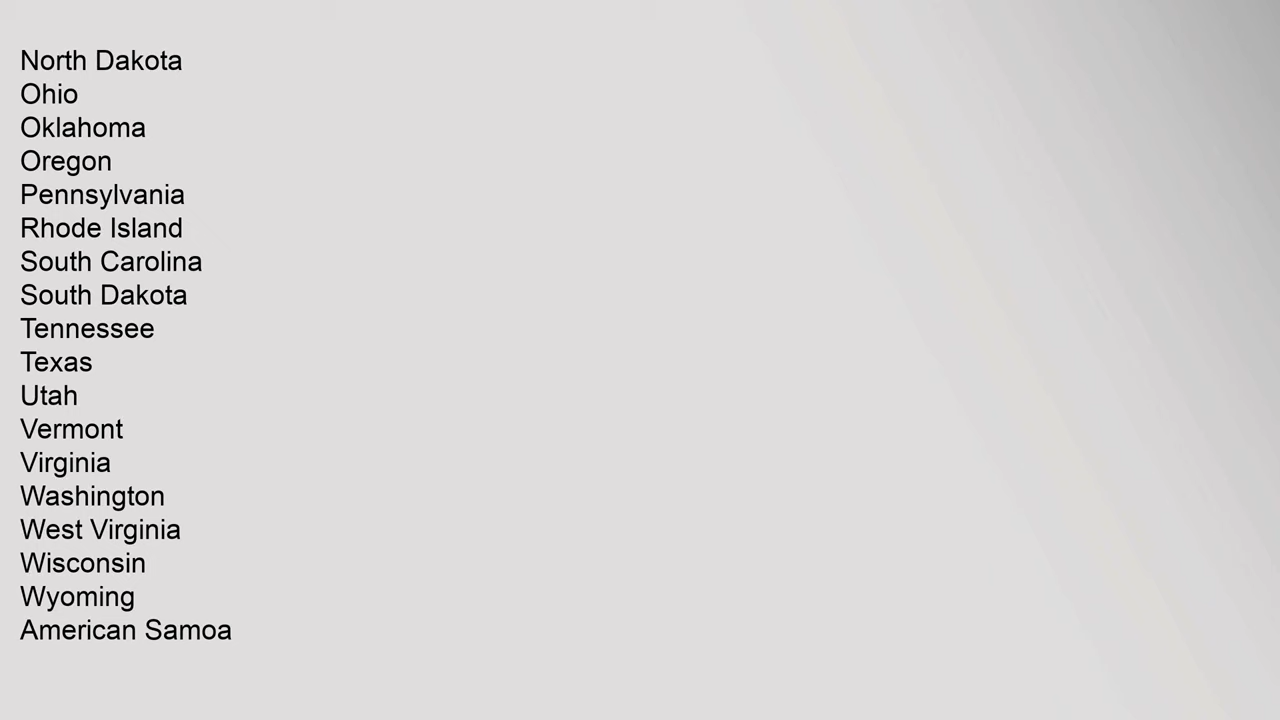 North Dakota
Ohio
Oklahoma
Oregon
Pennsylvania
Rhode Island
South Carolina
South Dakota
Tennessee
Texas
Utah
Vermont
Virginia
Washington
West Virginia
Wisconsin
Wyoming
American Samoa